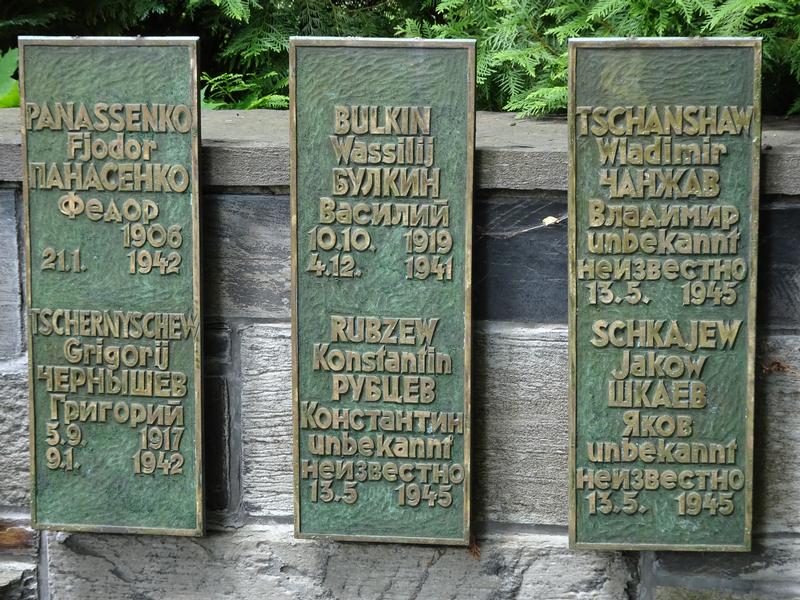 PANASSENKO
Fjodor
ПАНАСЕНКО
Федор
1906
21.1. 1942
TSCHERNYSCHEW
Grigorij
ЧЕРНЫШЕВ
Григорий
5.9. 1917
9.1. 1942
BULKIN
Wassilij
БУЛКИН
Василий
10.10. 1919
4.12. 1941
RUBZEW
Konstantin
РУБЦЕВ
Константин
unbekannt
неизвестно
13.5 1945
TSCHANSHAW
Wladimir
ЧАНЖАВ
Владимир
unbekannt
неизвестно
13.5. 1945
SCHKAJEW
Jakow
ШКАЕВ
Яков
unbekannt
неизвестно
13.5. 1945